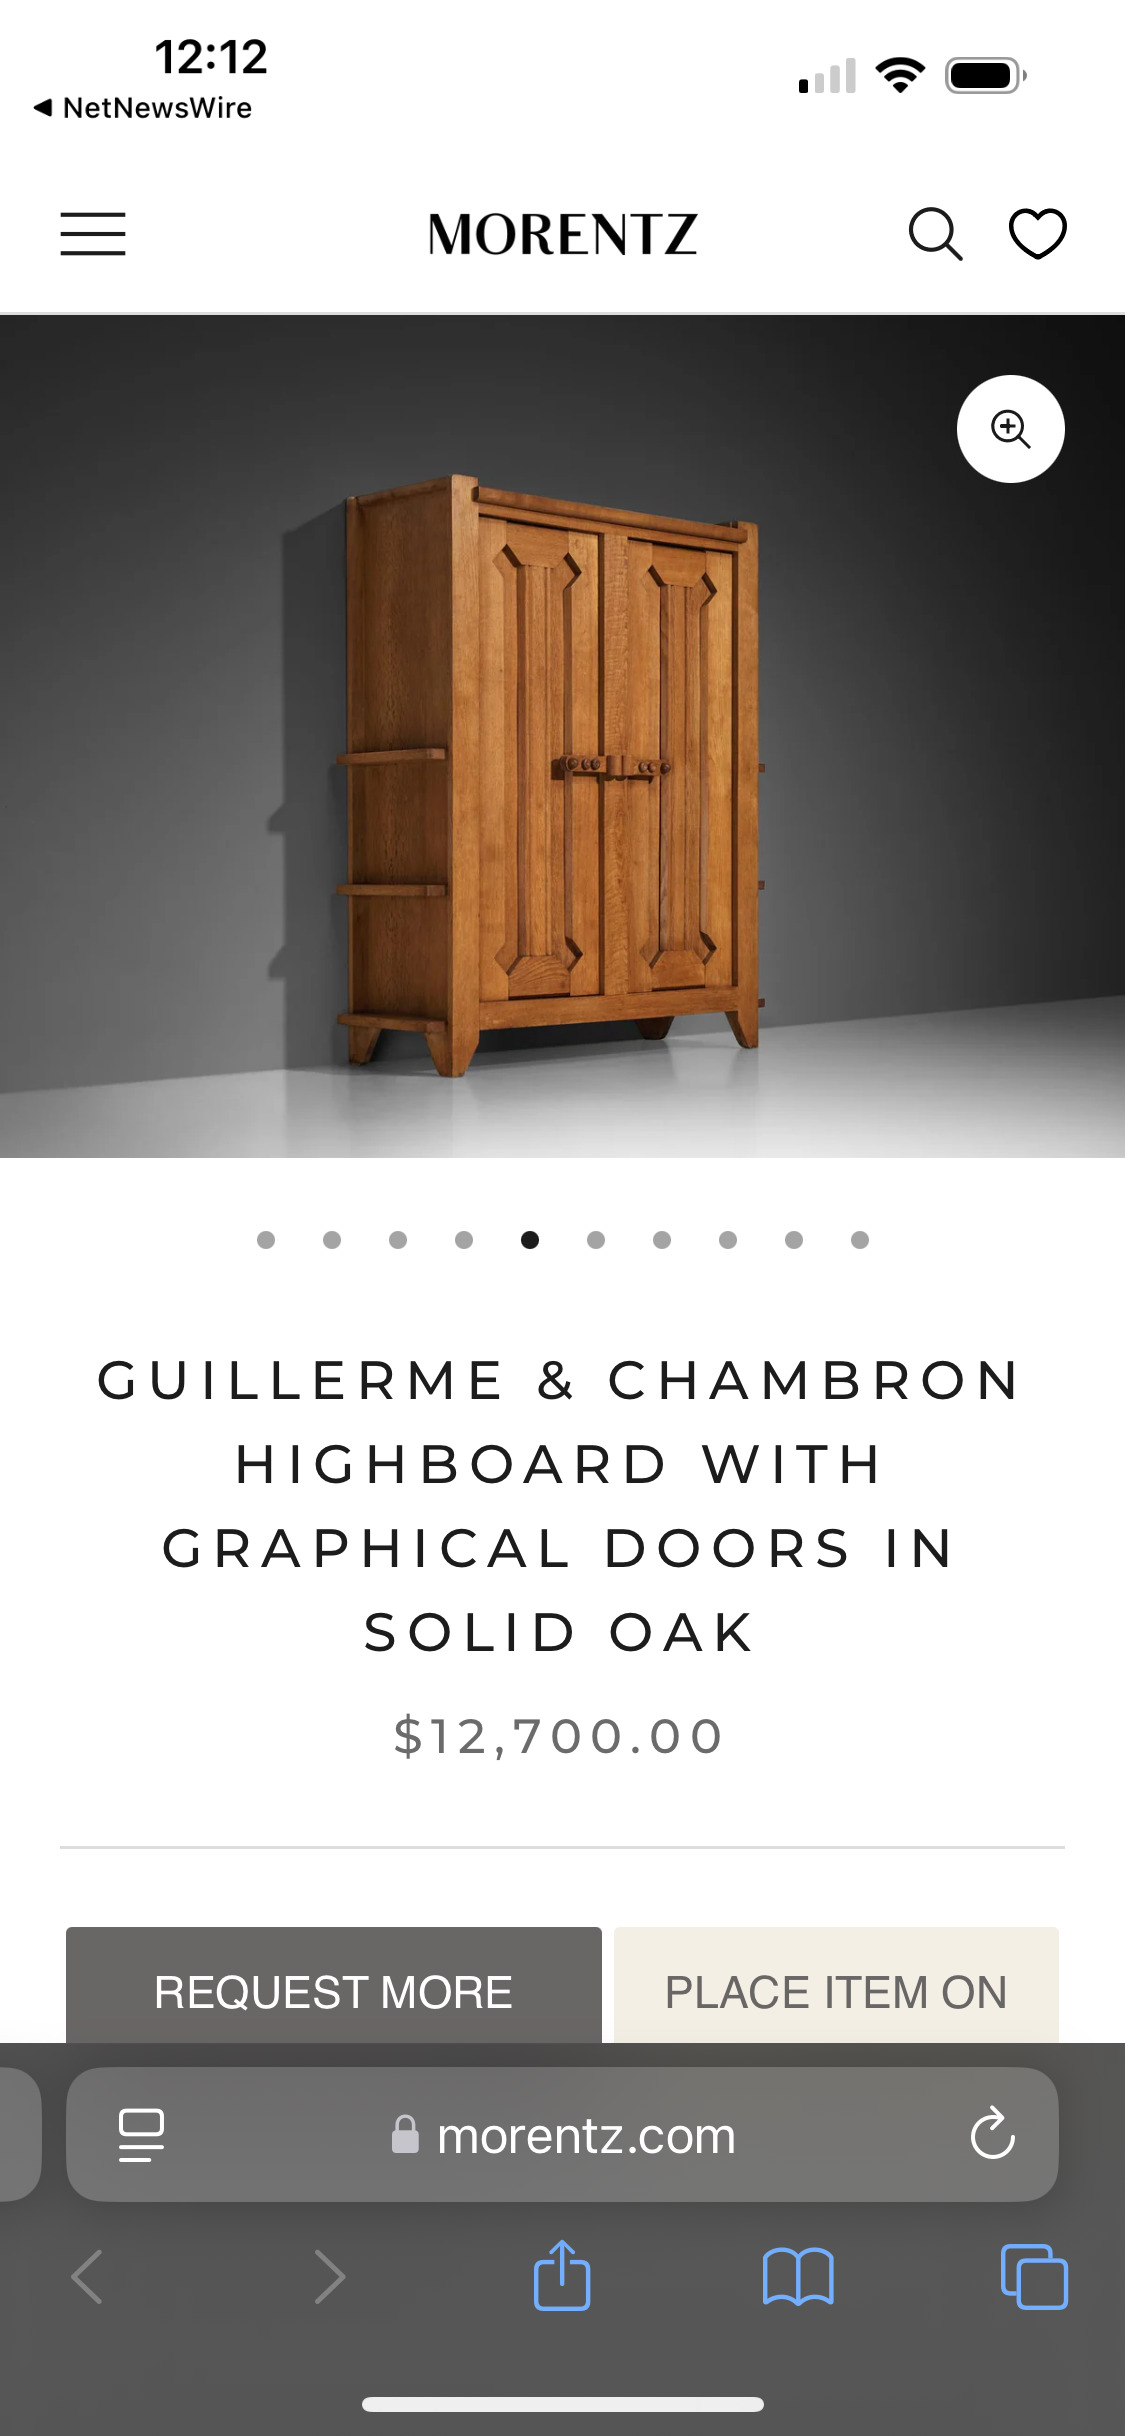 12:12
NetNewsWire
MORENTZ
GUILLERME & CHAMBRON
HIGHBOARD WITH
GRAPHICAL DOORS IN
SOLID OAK
$12,700.00
REQUEST MORE
PLACE ITEM ON
morentz.com